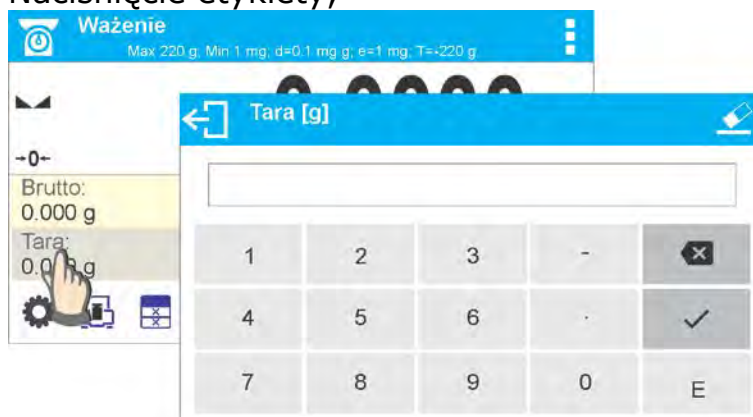 Ważenie
Max 220 g; Min 1 mg; d=0.1 mg g; e=1 mg; T=-220 g
→0←
Brutto:
0.000 g
Tara:
g
Tara [g]
1 2 3 -
4 5 6 .
7 8 9 0 E